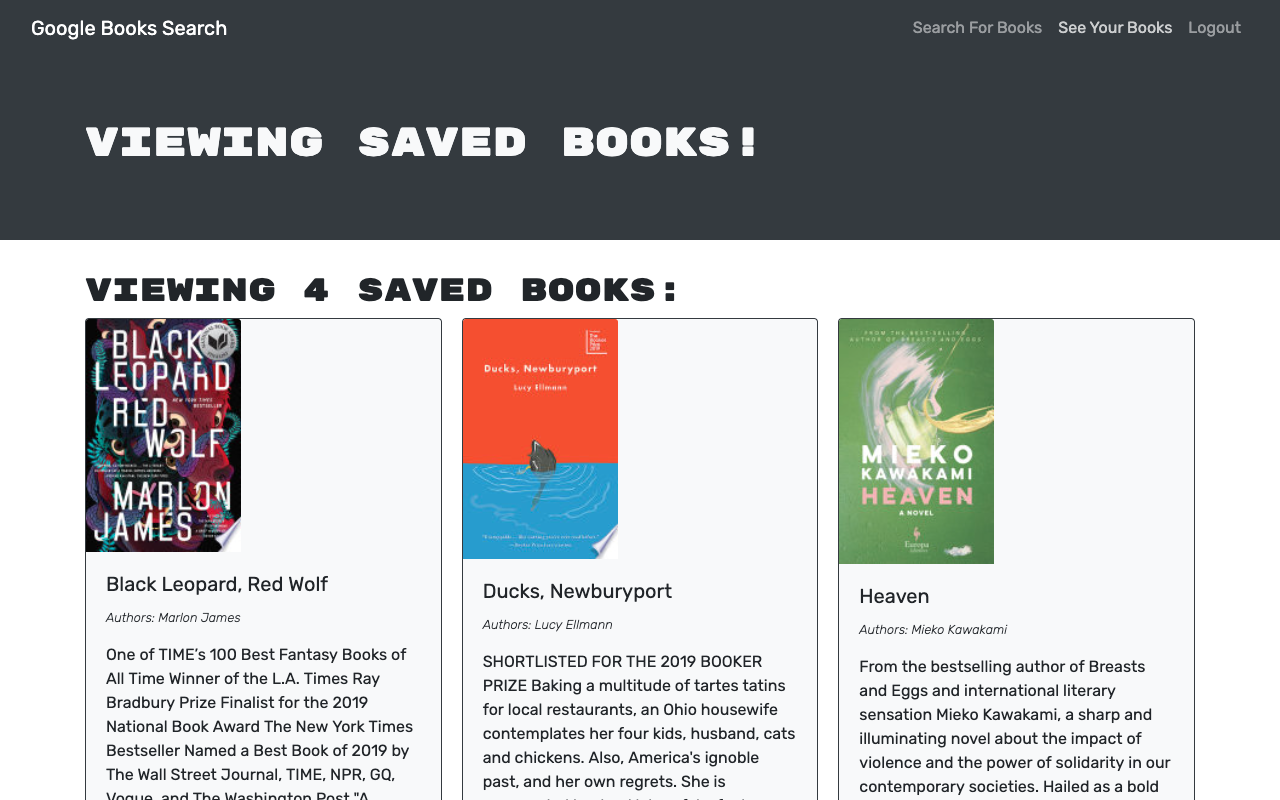 Google Books Search
Search For Books See Your Books Logout
VIEWING SAVED BOOKS!
VIEWING 4 SAVED BOOKS:
BLACK
LEOPARD
RED
WOLF
NEW YORK TIMES
BESTSELLER
MARLON
JAMES
Black Leopard, Red Wolf
Authors: Marlon James
One of TIME’s 100 Best Fantasy Books of
All Time Winner of the L.A. Times Ray
Bradbury Prize Finalist for the 2019
National Book Award The New York Times
Bestseller Named a Best Book of 2019 by
The Wall Street Journal, TIME, NPR, GQ,
Vogue, and The Washington Post "A
Ducks, Newburyport
Lucy Ellmann
Ducks, Newburyport
Authors: Lucy Ellmann
SHORTLISTED FOR THE 2019 BOOKER
PRIZE Baking a multitude of tartes tatins
for local restaurants, an Ohio housewife
contemplates her four kids, husband, cats
and chickens. Also, America's ignoble
past, and her own regrets. She is
FROM THE BEST-SELLING
AUTHOR OF BREASTS AND EGGS
MIEKO
KAWAKAMI
HEAVEN
A NOVEL
Europa
Heaven
Authors: Mieko Kawakami
From the bestselling author of Breasts
and Eggs and international literary
sensation Mieko Kawakami, a sharp and
illuminating novel about the impact of
violence and the power of solidarity in our
contemporary societies. Hailed as a bold